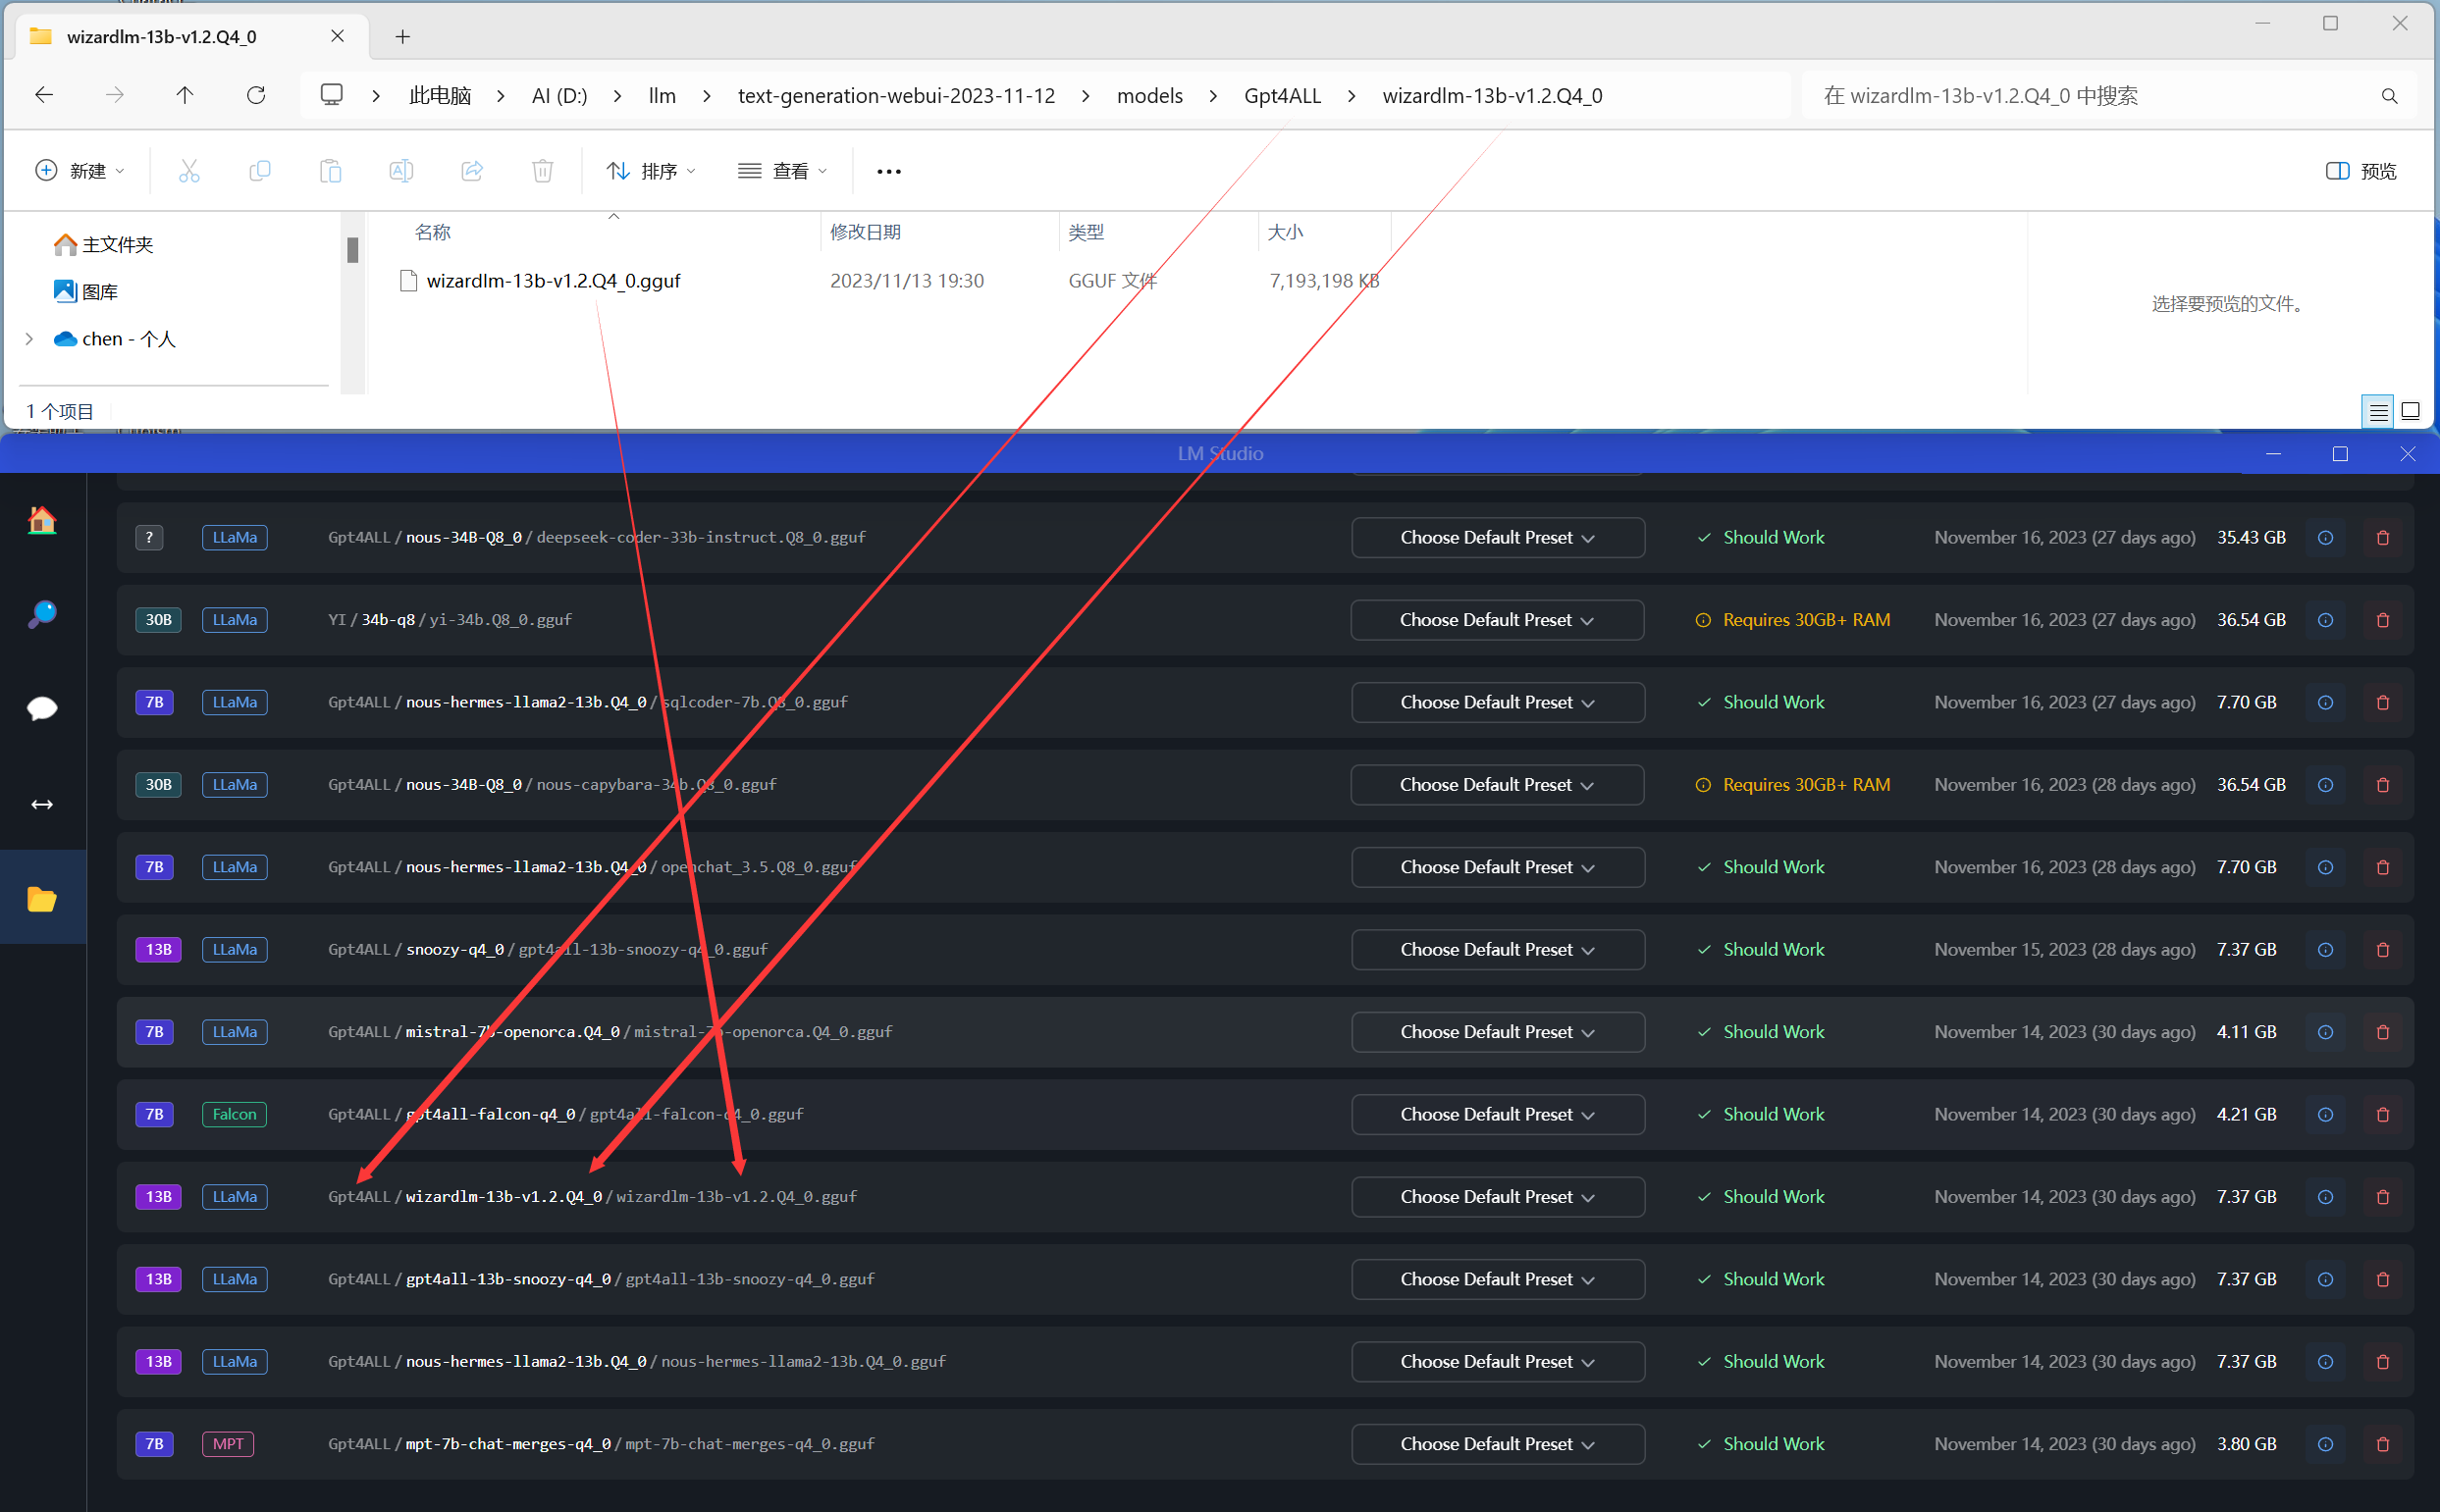 wizardlm-13b-v1.2.Q4_0
此电脑 AI (D:) llm text-generation-webui-2023-11-12 models Gpt4ALL wizardlm-13b-v1.2.Q4_0 在 wizardlm-13b-v1.2.Q4_0 中搜索
新建 排序 查看 ••• 预览
名称 修改日期 类型 大小
主文件夹
wizardlm-13b-v1.2.Q4_0.gguf 2023/11/13 19:30 GGUF 文件 7,193,198 KB
图库
选择要预览的文件。
chen - 个人
1 个项目
LM Studio
? LLaMa Gpt4ALL/nous-34B-Q8_0/deepseek-coder-33b-instruct.Q8_0.gguf Choose Default Preset Should Work November 16, 2023 (27 days ago) 35.43 GB
30B LLaMa YI/34b-q8/yi-34b.Q8_0.gguf Choose Default Preset Requires 30GB+ RAM November 16, 2023 (27 days ago) 36.54 GB
7B LLaMa Gpt4ALL/nous-hermes-llama2-13b.Q4_0/sqlcoder-7b.Q8_0.gguf Choose Default Preset Should Work November 16, 2023 (27 days ago) 7.70 GB
30B LLaMa Gpt4ALL/nous-34B-Q8_0/nous-capybara-34b.Q8_0.gguf Choose Default Preset Requires 30GB+ RAM November 16, 2023 (28 days ago) 36.54 GB
7B LLaMa Gpt4ALL/nous-hermes-llama2-13b.Q4_0/openchat_3.5.Q8_0.gguf Choose Default Preset Should Work November 16, 2023 (28 days ago) 7.70 GB
13B LLaMa Gpt4ALL/snoozy-q4_0/gpt4all-13b-snoozy-q4_0.gguf Choose Default Preset Should Work November 15, 2023 (28 days ago) 7.37 GB
7B LLaMa Gpt4ALL/mistral-7b-openorca.Q4_0/mistral-7b-openorca.Q4_0.gguf Choose Default Preset Should Work November 14, 2023 (30 days ago) 4.11 GB
7B Falcon Gpt4ALL/gpt4all-falcon-q4_0/gpt4all-falcon-q4_0.gguf Choose Default Preset Should Work November 14, 2023 (30 days ago) 4.21 GB
13B LLaMa Gpt4ALL/wizardlm-13b-v1.2.Q4_0/wizardlm-13b-v1.2.Q4_0.gguf Choose Default Preset Should Work November 14, 2023 (30 days ago) 7.37 GB
13B LLaMa Gpt4ALL/gpt4all-13b-snoozy-q4_0/gpt4all-13b-snoozy-q4_0.gguf Choose Default Preset Should Work November 14, 2023 (30 days ago) 7.37 GB
13B LLaMa Gpt4ALL/nous-hermes-llama2-13b.Q4_0/nous-hermes-llama2-13b.Q4_0.gguf Choose Default Preset Should Work November 14, 2023 (30 days ago) 7.37 GB
7B MPT Gpt4ALL/mpt-7b-chat-merges-q4_0/mpt-7b-chat-merges-q4_0.gguf Choose Default Preset Should Work November 14, 2023 (30 days ago) 3.80 GB